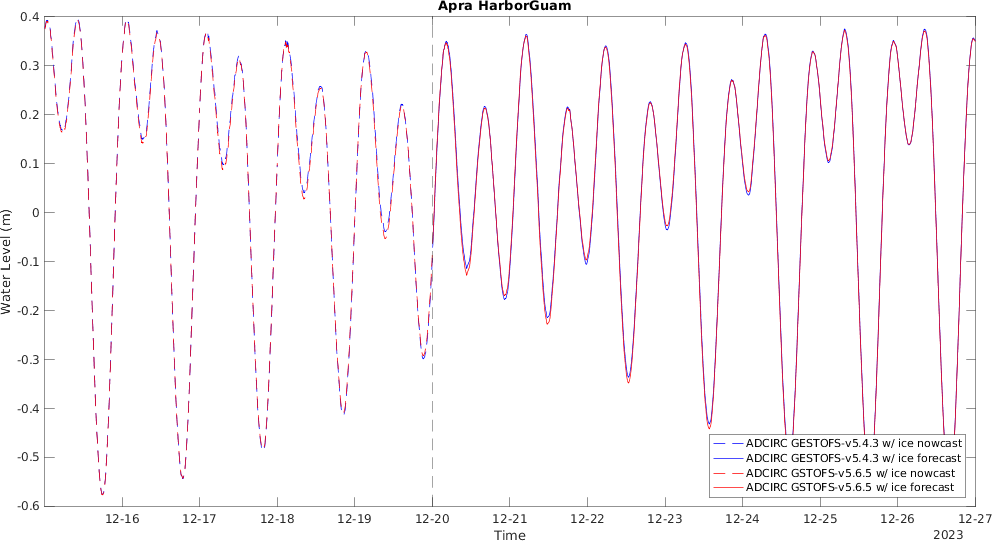 Apra HarborGuam
0.4
0.3
0.2
0.1
0
-0.1
-0.2
-0.3
-0.4
-0.5
-0.6
Water Level (m)
ADCIRC GESTOFS-v5.4.3 w/ ice nowcast
ADCIRC GESTOFS-v5.4.3 w/ ice forecast
ADCIRC GSTOFS-v5.6.5 w/ ice nowcast
ADCIRC GSTOFS-v5.6.5 w/ ice forecast
12-16 12-17 12-18 12-19 12-20 12-21 12-22 12-23 12-24 12-25 12-26 12-27
Time
2023